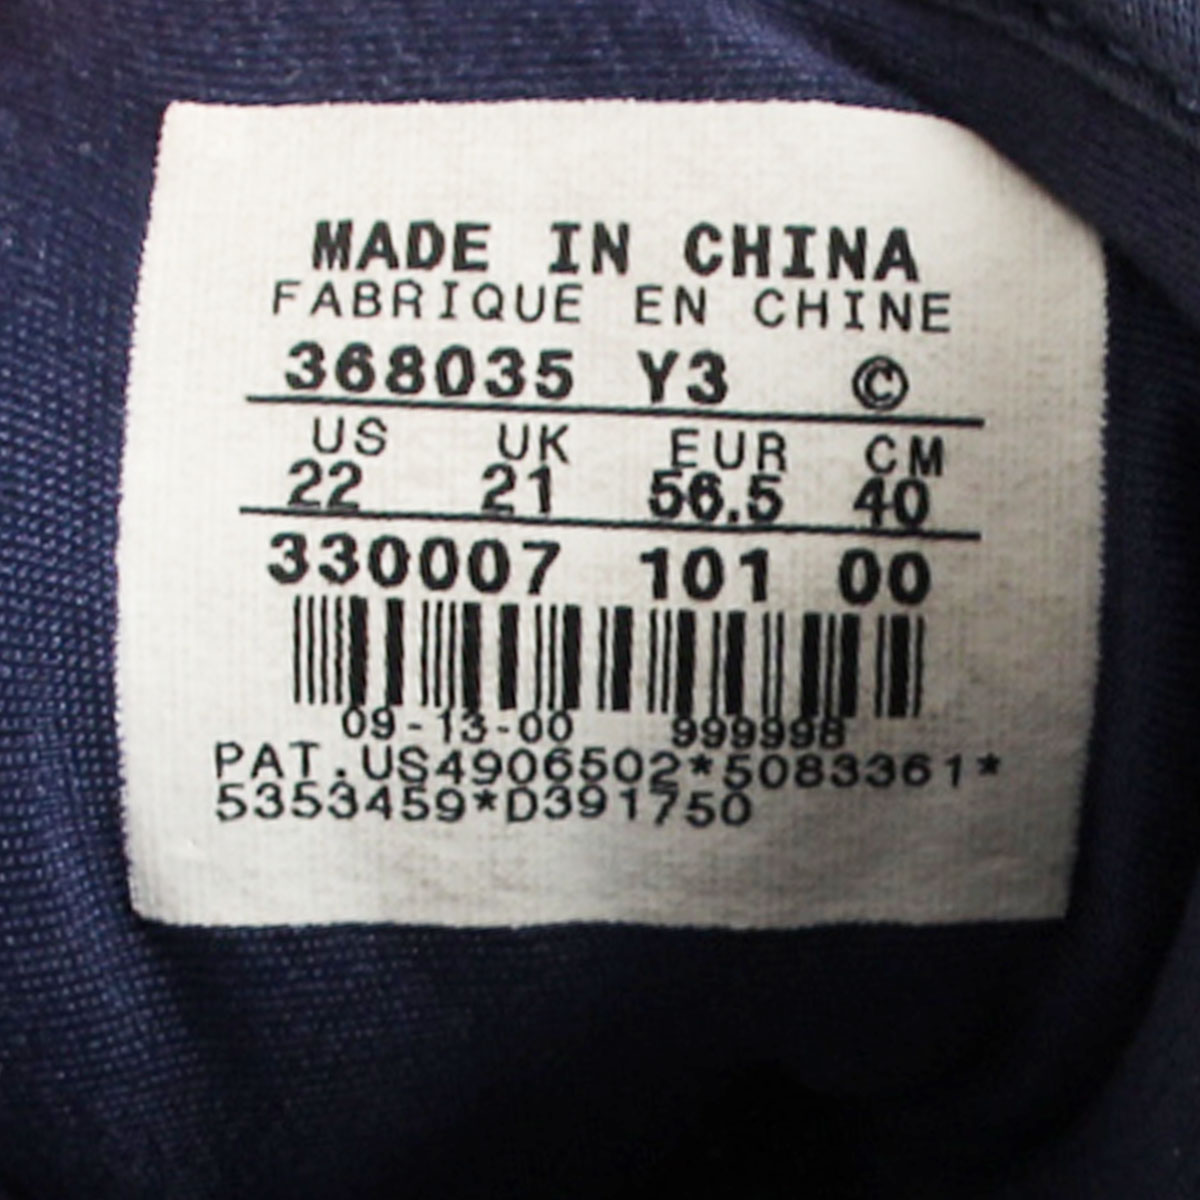 MADE IN CHINA
FABRIQUE EN CHINE
368035 Y3 ©
US UK EUR CM
22 21 56.5 40
330007 101 00
09-13-00 999998
PAT.US4906502*5083361*
5353459*D391750